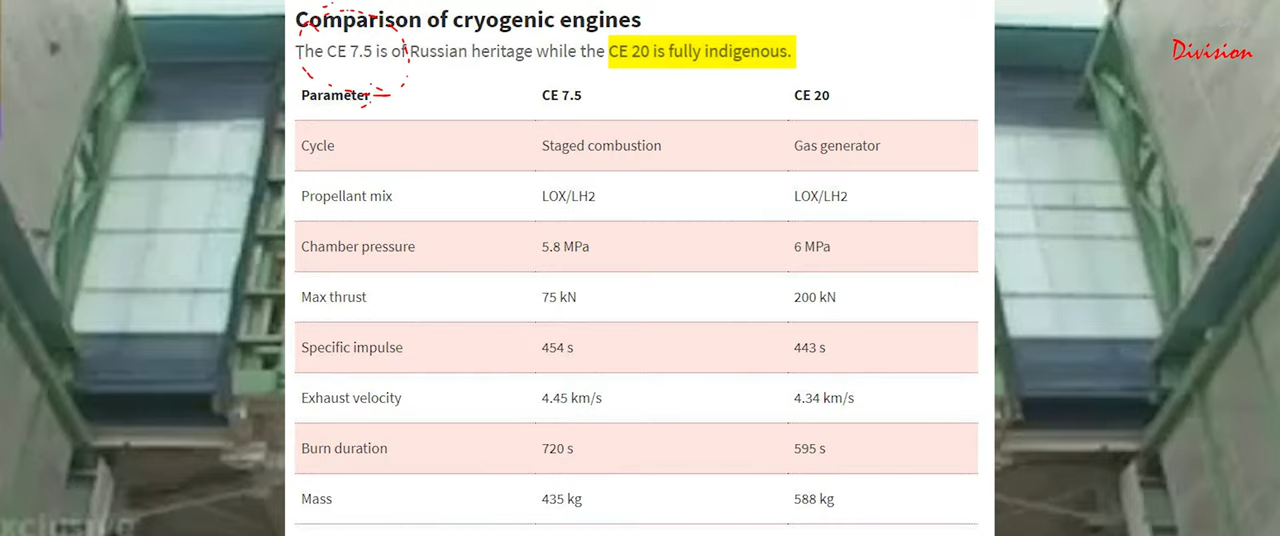 Comparison of cryogenic engines
The CE 7.5 is of Russian heritage while the CE 20 is fully indigenous.
Division
Parameter CE 7.5 CE 20
Cycle Staged combustion Gas generator
Propellant mix LOX/LH2 LOX/LH2
Chamber pressure 5.8 MPa 6 MPa
Max thrust 75 kN 200 kN
Specific impulse 454 s 443 s
Exhaust velocity 4.45 km/s 4.34 km/s
Burn duration 720 s 595 s
Mass 435 kg 588 kg